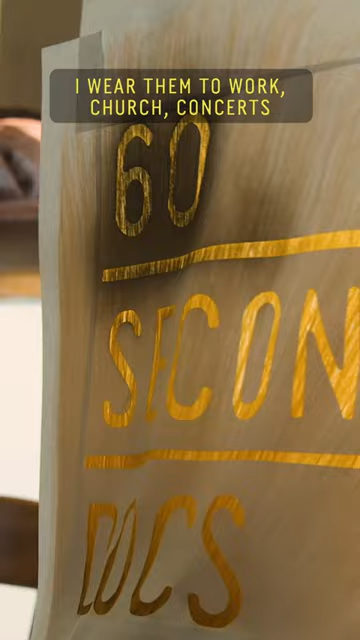 I WEAR THEM TO WORK,
CHURCH, CONCERTS
60
SECON
DOCS